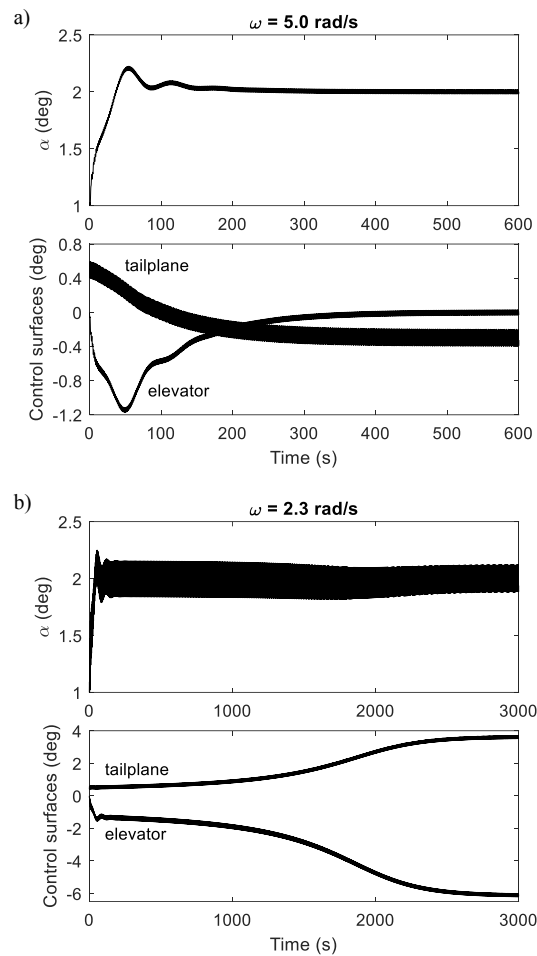 a)
ω = 5.0 rad/s
2.5
2
1.5
1
α (deg)
0 100 200 300 400 500 600
0.8
0.4
0
-0.4
-0.8
-1.2
Control surfaces (deg)
tailplane
elevator
0 100 200 300 400 500 600
Time (s)
b)
ω = 2.3 rad/s
2.5
2
1.5
1
α (deg)
0 1000 2000 3000
4
2
0
-2
-4
-6
Control surfaces (deg)
tailplane
elevator
0 1000 2000 3000
Time (s)